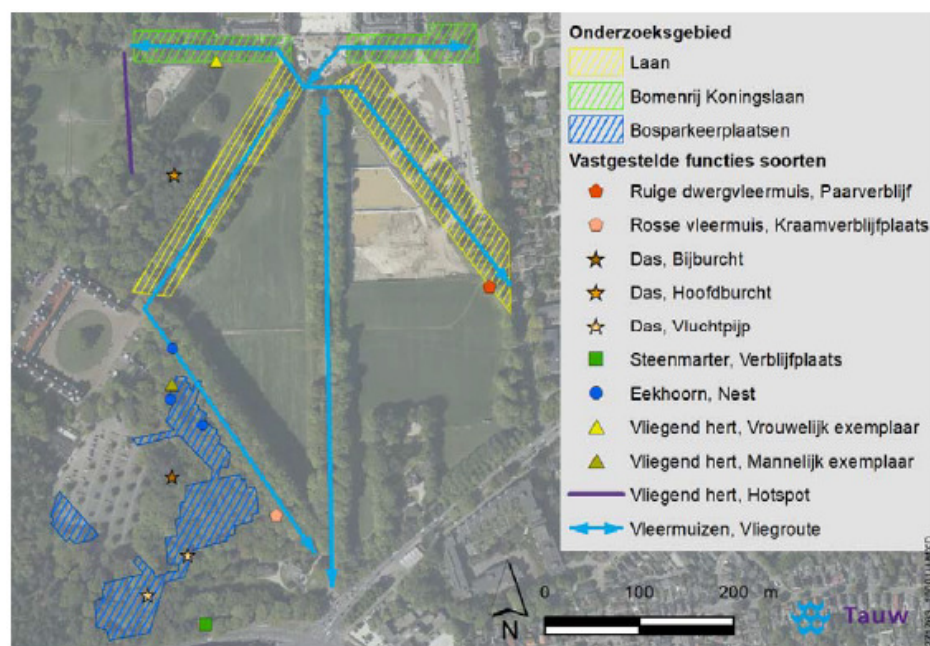 Onderzoeksgebied
Laan
Bomenrij Koningslaan
Bosparkeerplaatsen
Vastgestelde functies soorten
Ruige dwergvleermuis, Paarverblijf
Rosse vleermuis, Kraamverblijfplaats
Das, Bijburcht
Das, Hoofdburcht
Das, Vluchtpijp
Steenmarter, Verblijfplaats
Eekhoorn, Nest
Vliegend hert, Vrouwelijk exemplaar
Vliegend hert, Mannelijk exemplaar
Vliegend hert, Hotspot
Vleermuizen, Vliegroute
0 100 200 m
N
Tauw